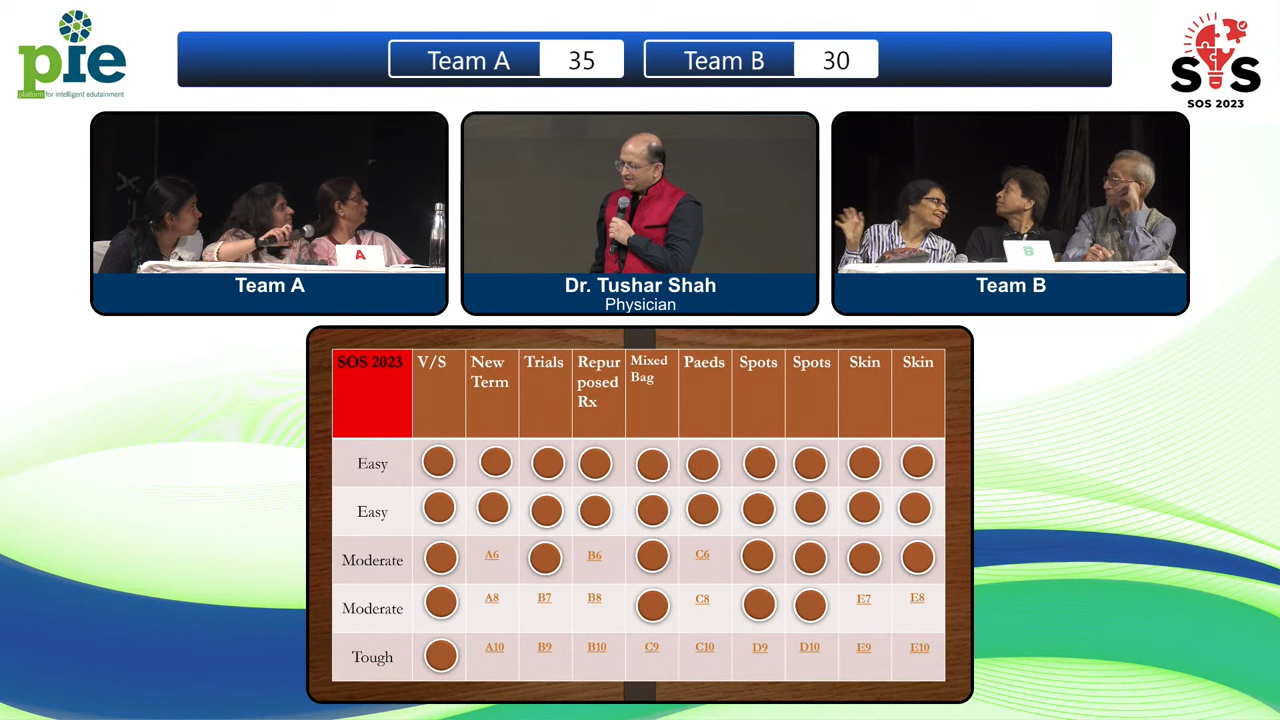 pie
platform for intelligent edutainment
Team A 35 Team B 30
SOS
SOS 2023
A
B
Team A
Dr. Tushar Shah
Physician
Team B
SOS 2023 V/S New Term Trials Repur posed Rx Mixed Bag Paeds Spots Spots Skin Skin
Easy
Easy
Moderate A6 B6 C6
Moderate A8 B7 B8 C8 E7 E8
Tough A10 B9 B10 C9 C10 D9 D10 E9 E10